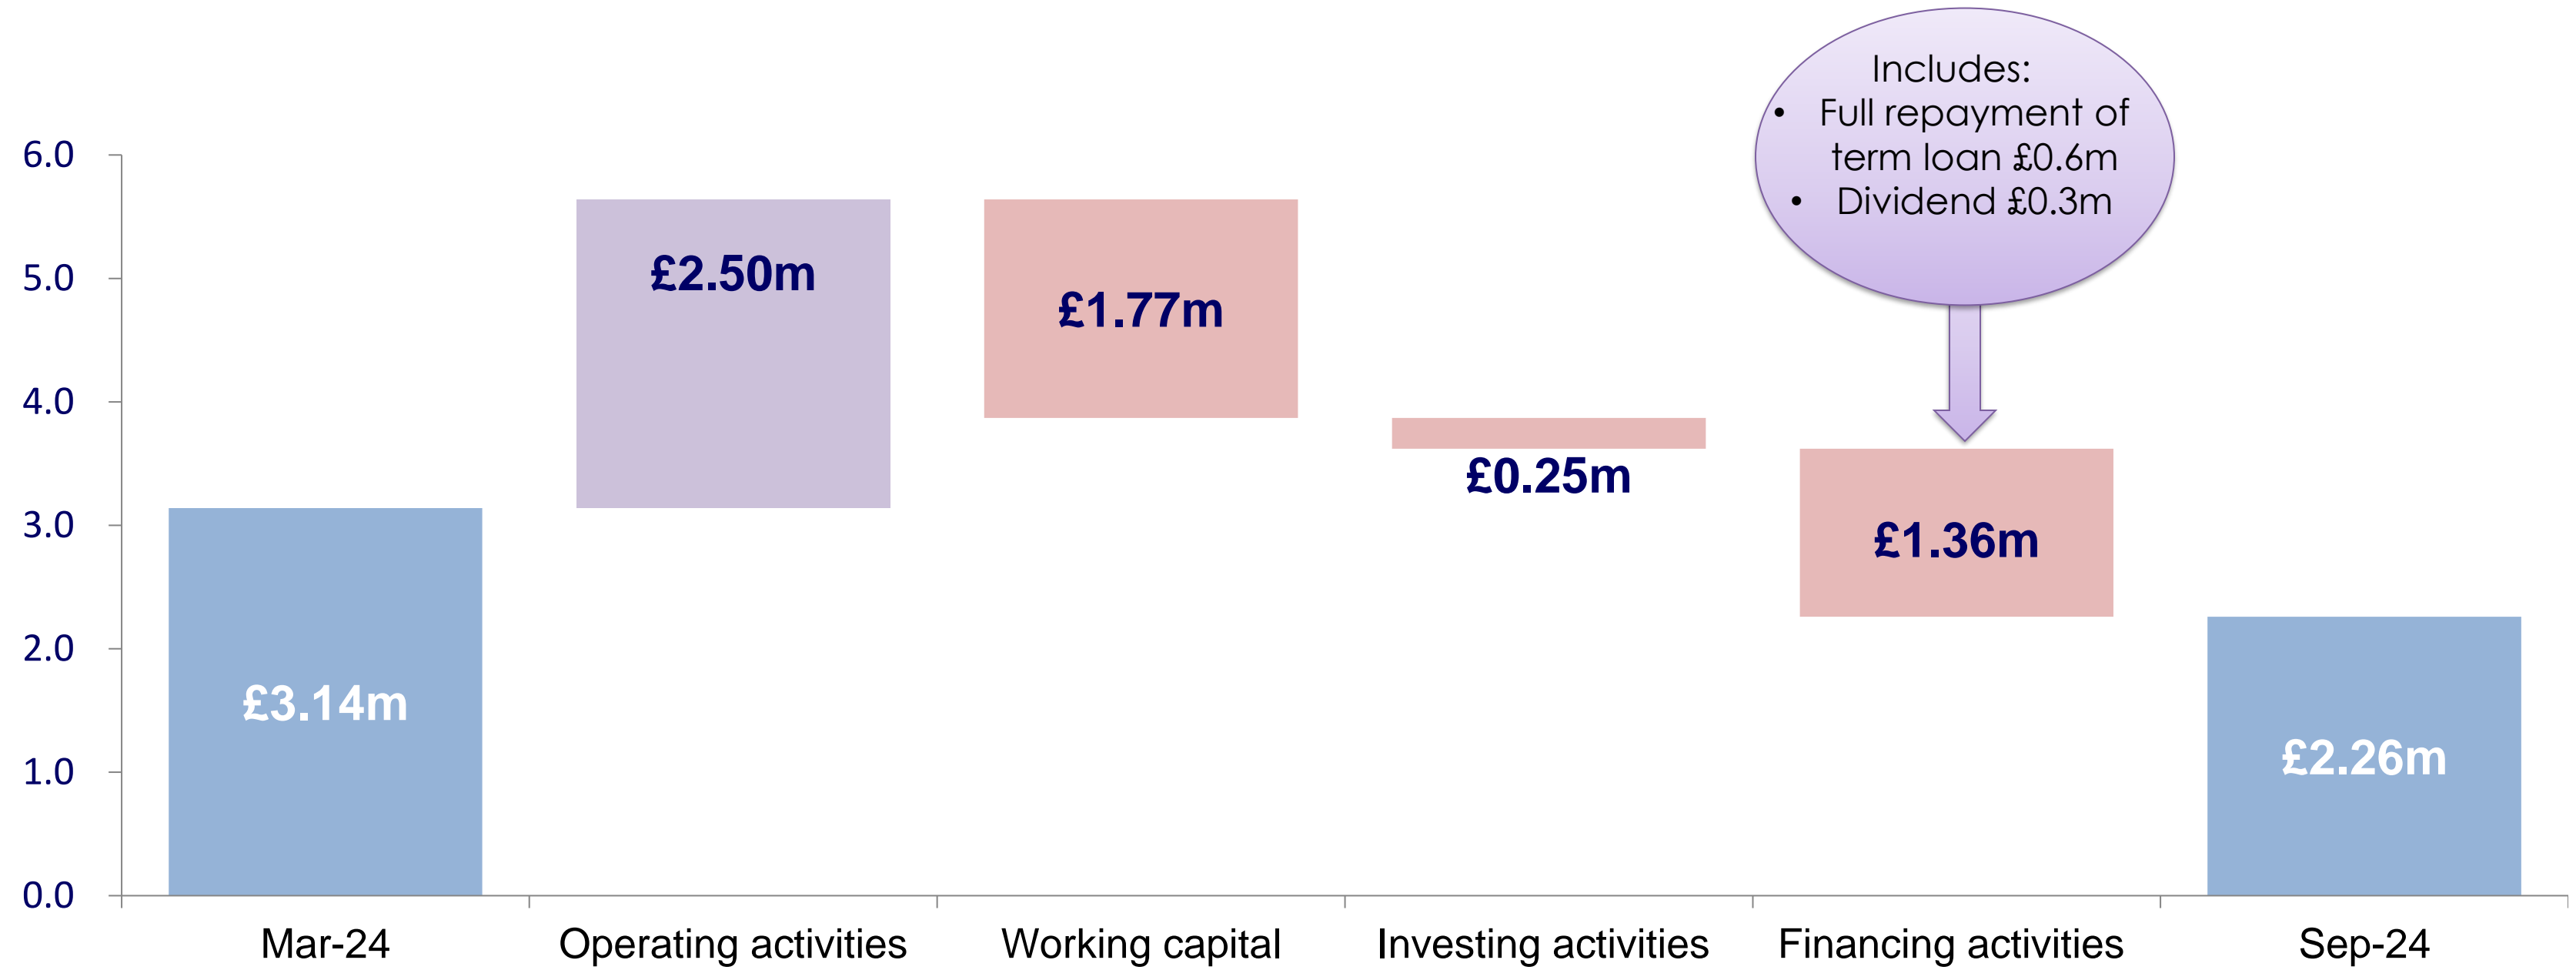 Includes:
• Full repayment of
term loan £0.6m
• Dividend £0.3m
6.0
5.0
4.0
3.0
2.0
1.0
0.0
£3.14m
£2.50m
£1.77m
£0.25m
£1.36m
£2.26m
Mar-24
Operating activities
Working capital
Investing activities
Financing activities
Sep-24